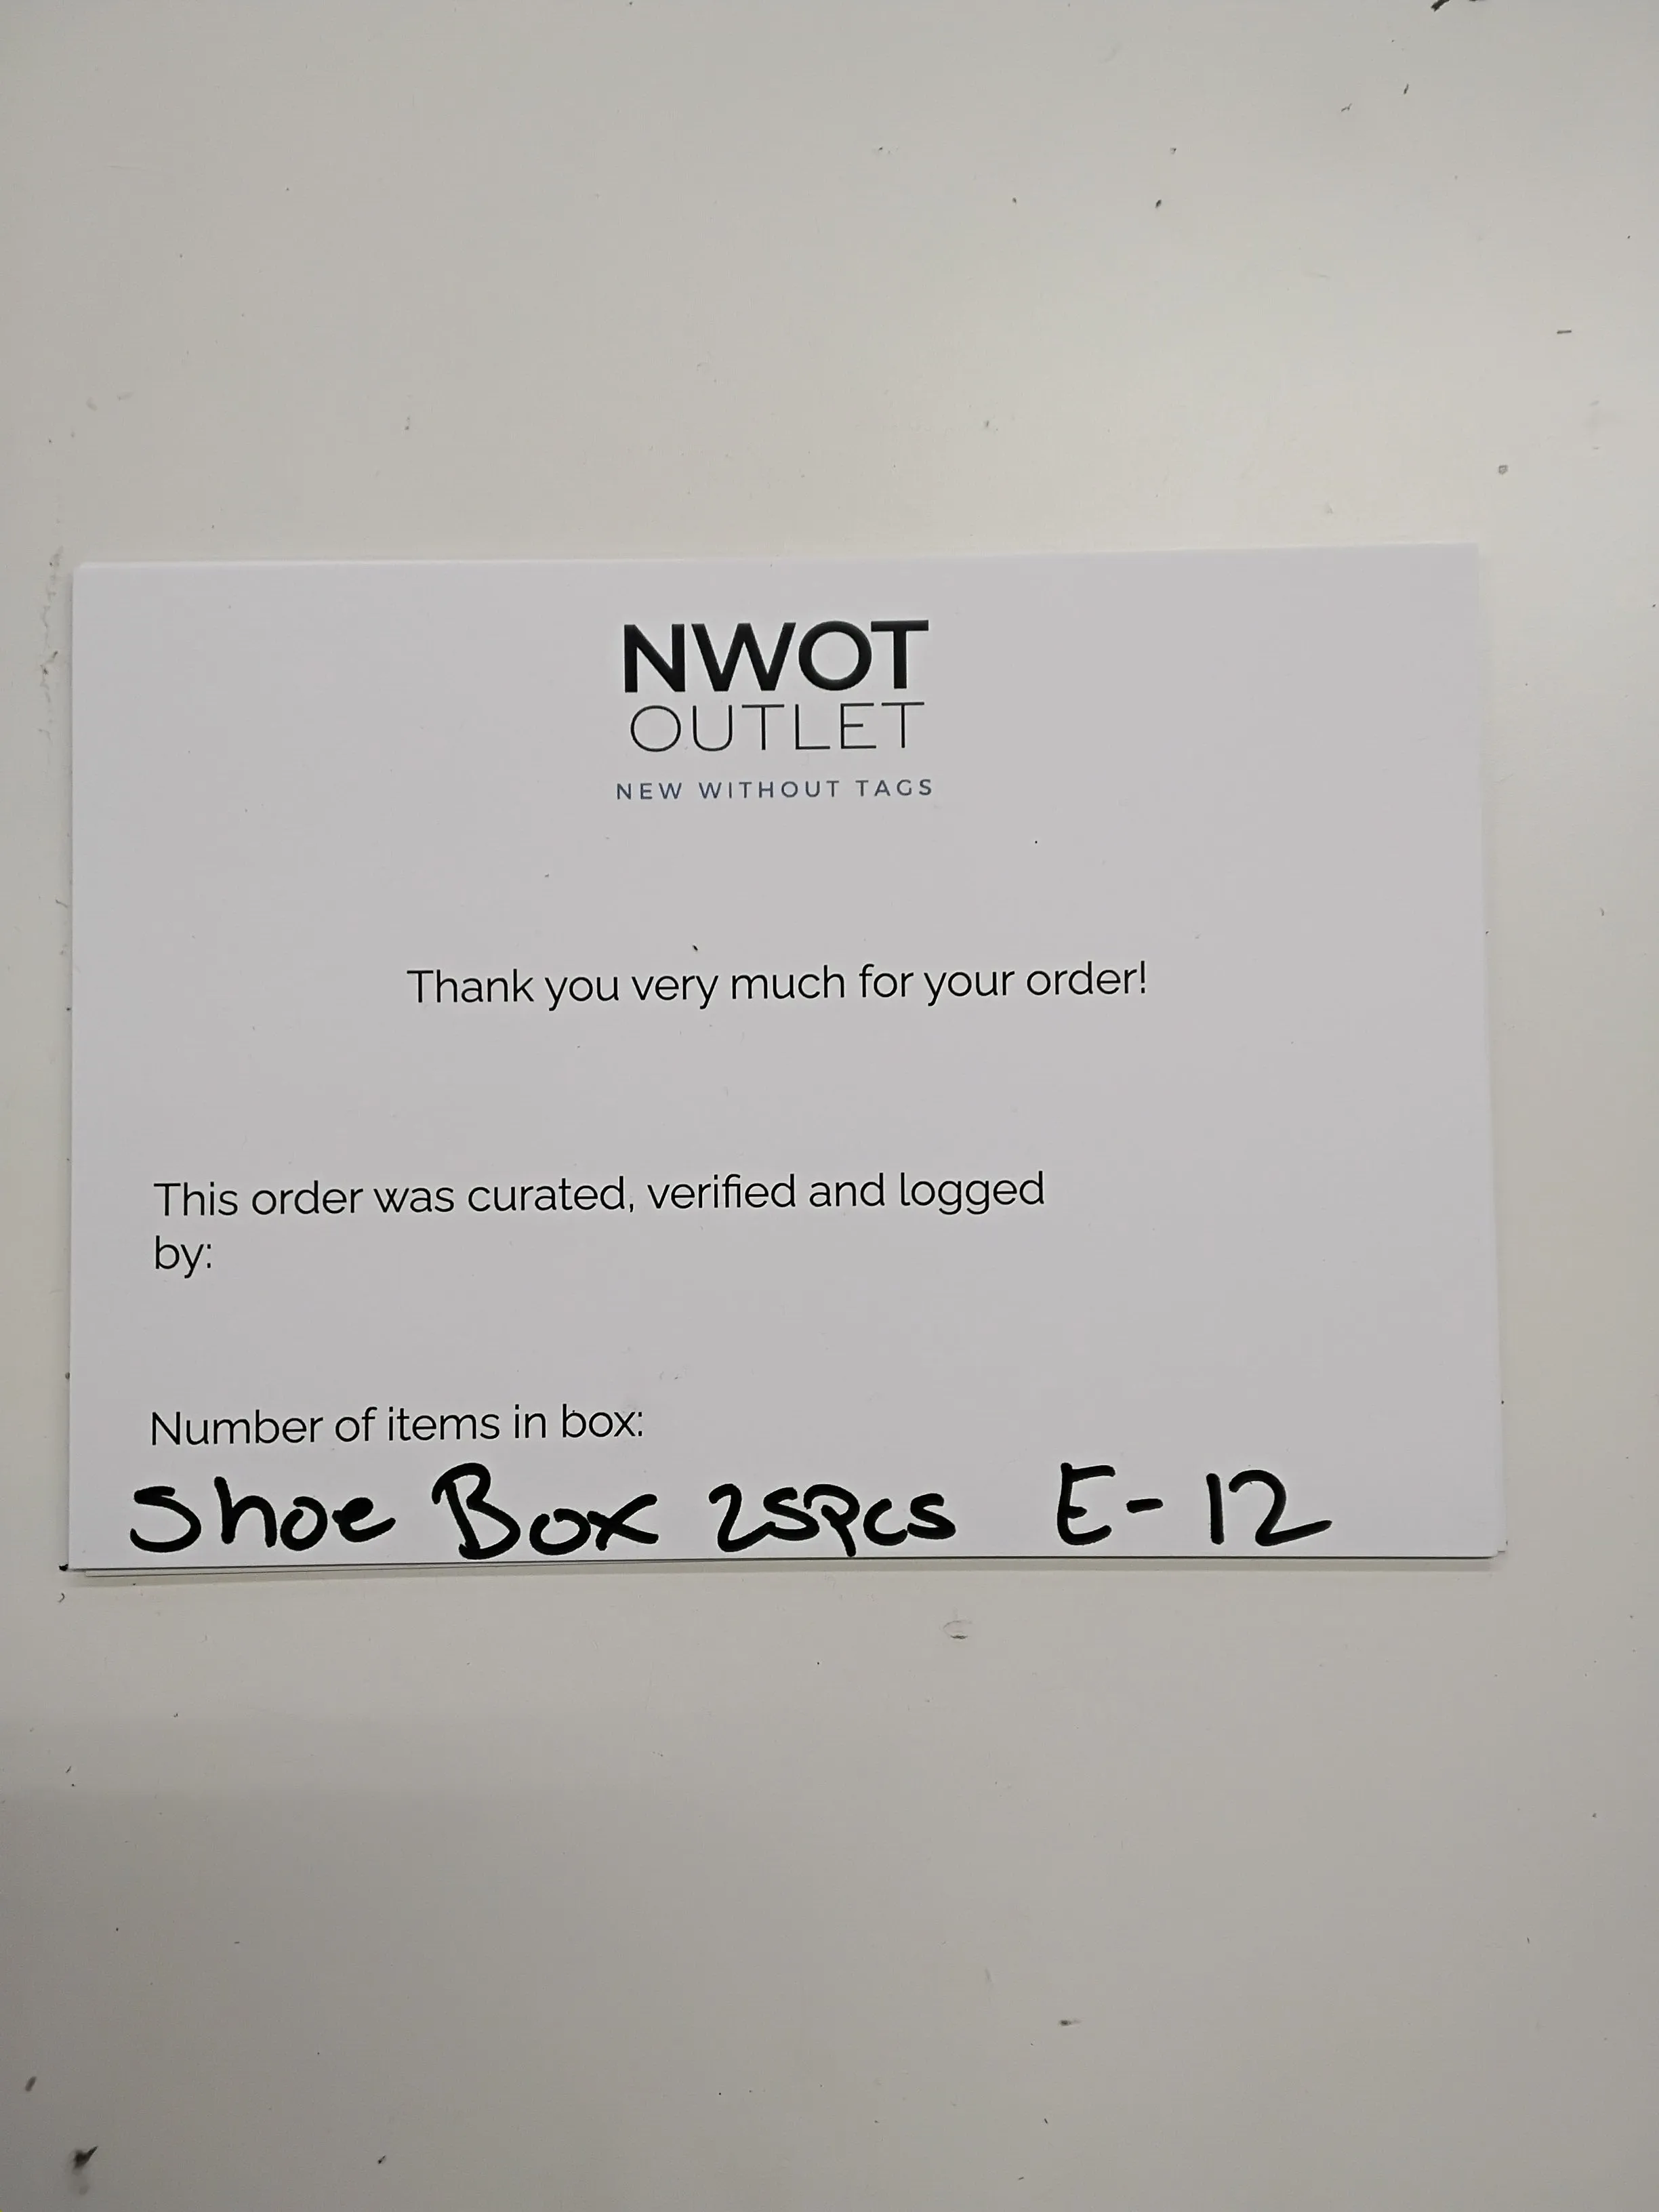 NWOT
OUTLET
NEW WITHOUT TAGS
Thank you very much for your order!
This order was curated, verified and logged
by:
Number of items in box:
Shoe Box 25pcs E-12